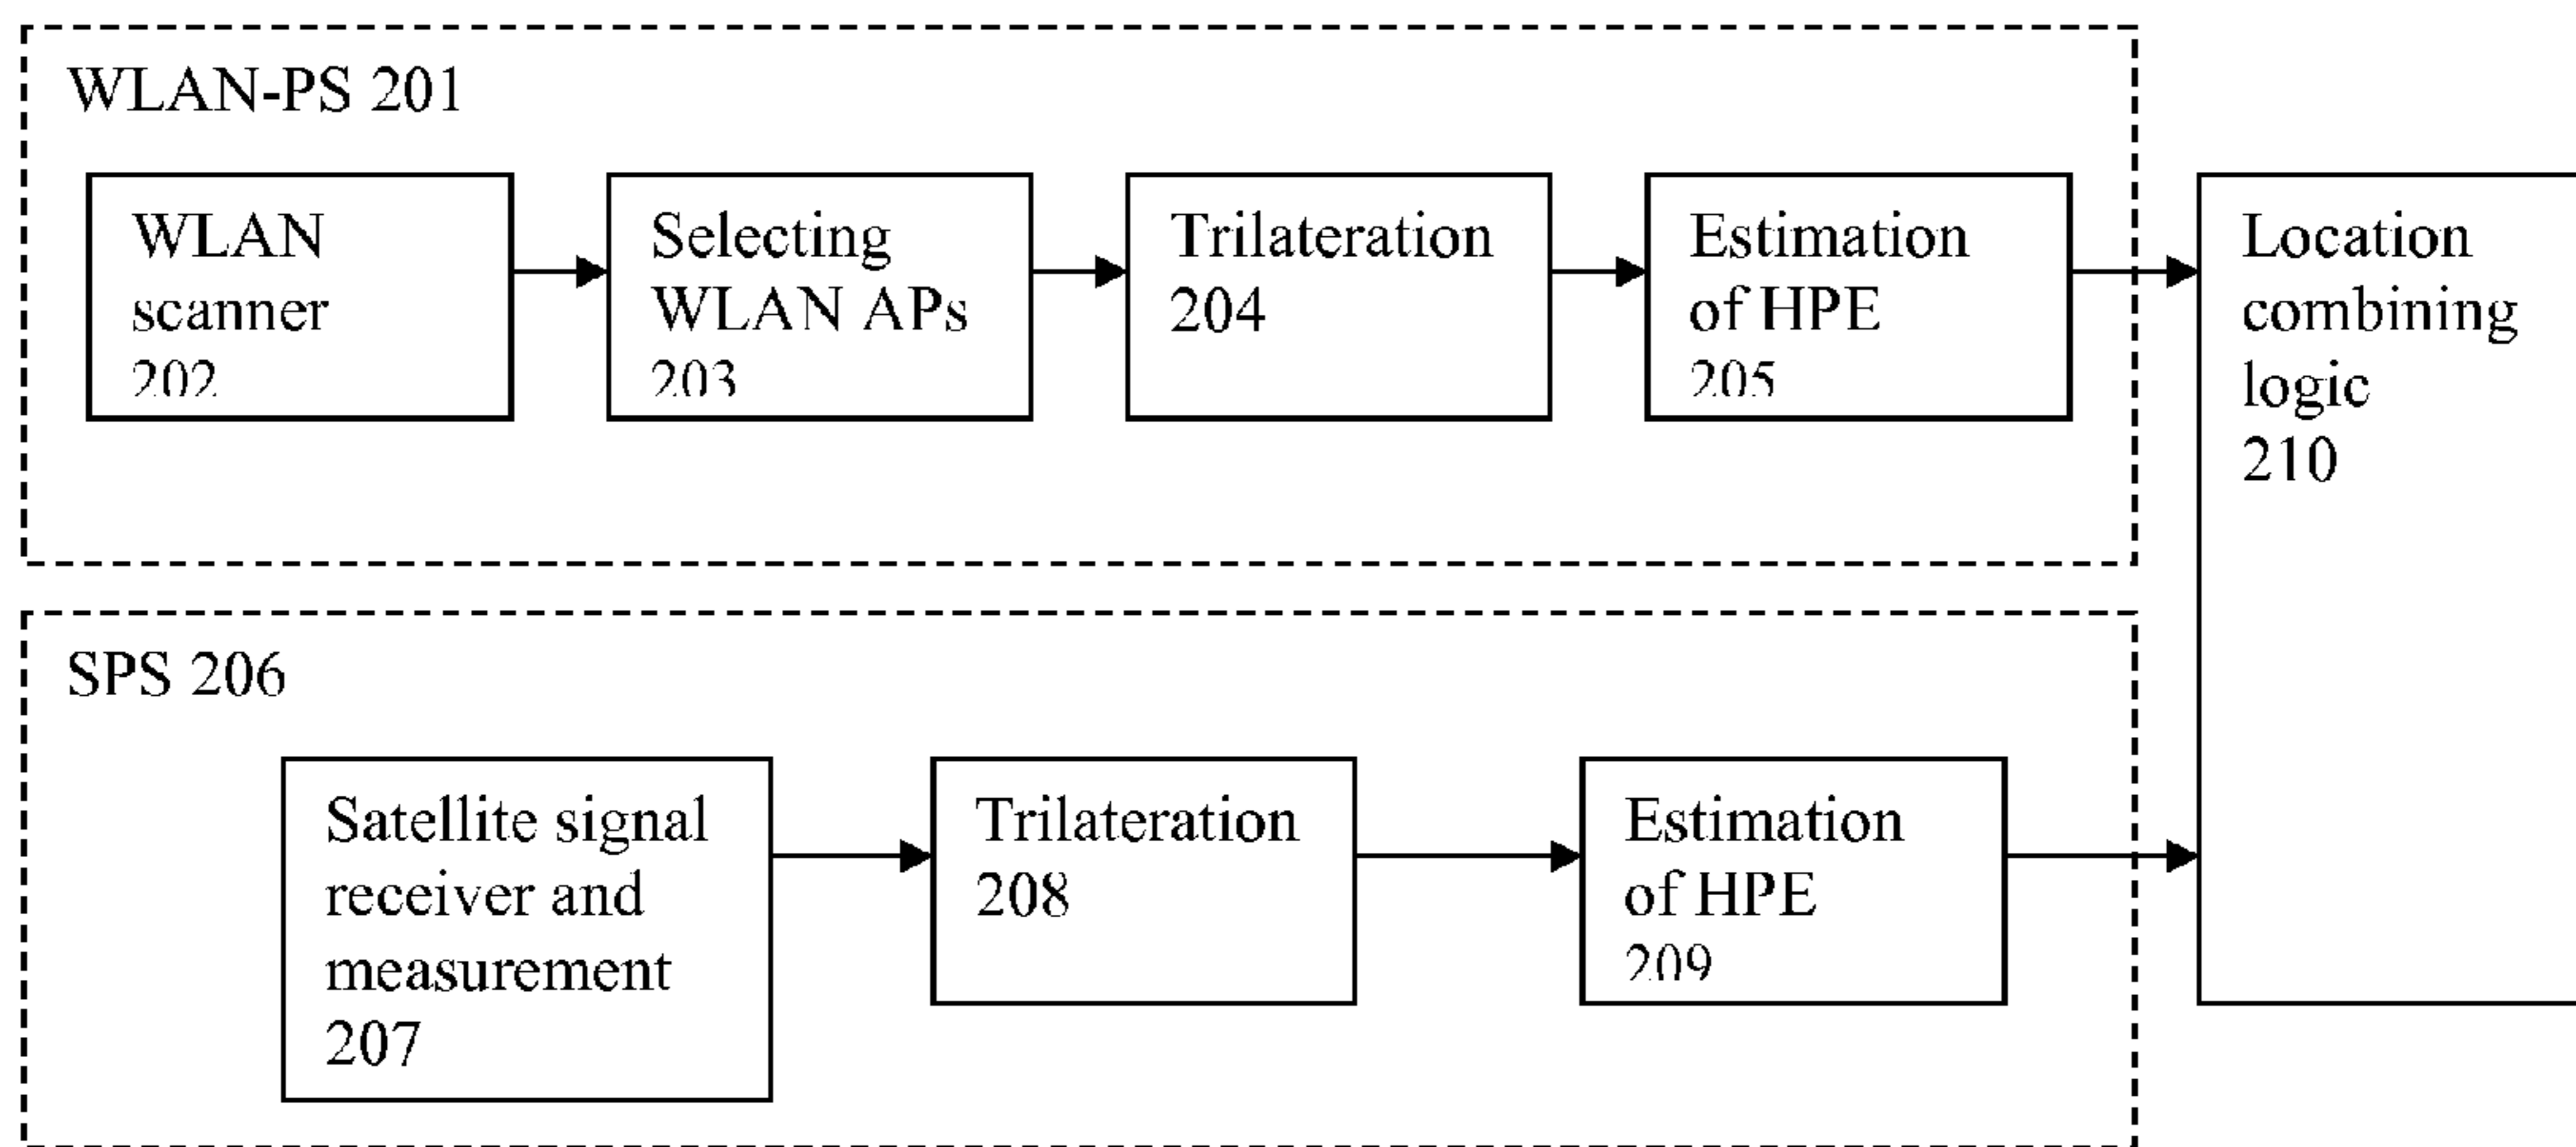 WLAN-PS 201
WLAN
scanner
202
Selecting
WLAN APs
203
Trilateration
204
Estimation
of HPE
205
Location
combining
logic
210
SPS 206
Satellite signal
receiver and
measurement
207
Trilateration
208
Estimation
of HPE
209